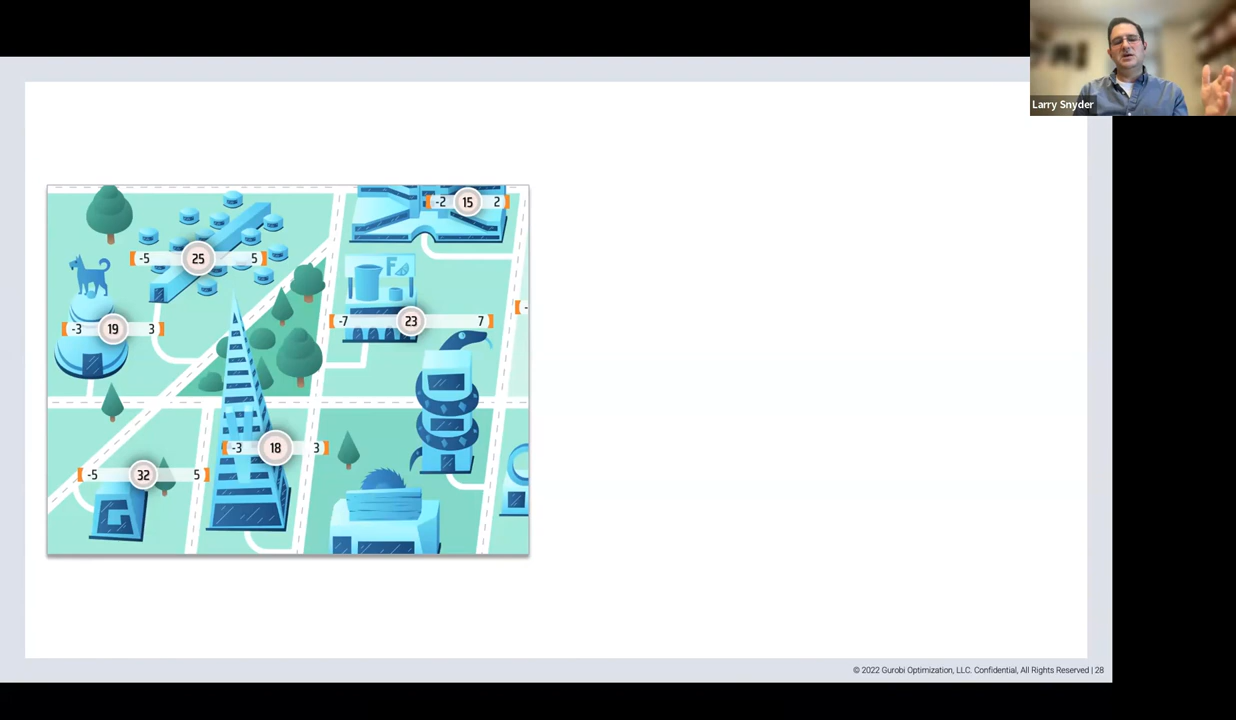 Larry Snyder
-2 15 2
-5 25 5
F
-7 23 7
-3 19 3
-3 18 3
-5 32 5
G
© 2022 Gurobi Optimization, LLC. Confidential, All Rights Reserved | 28